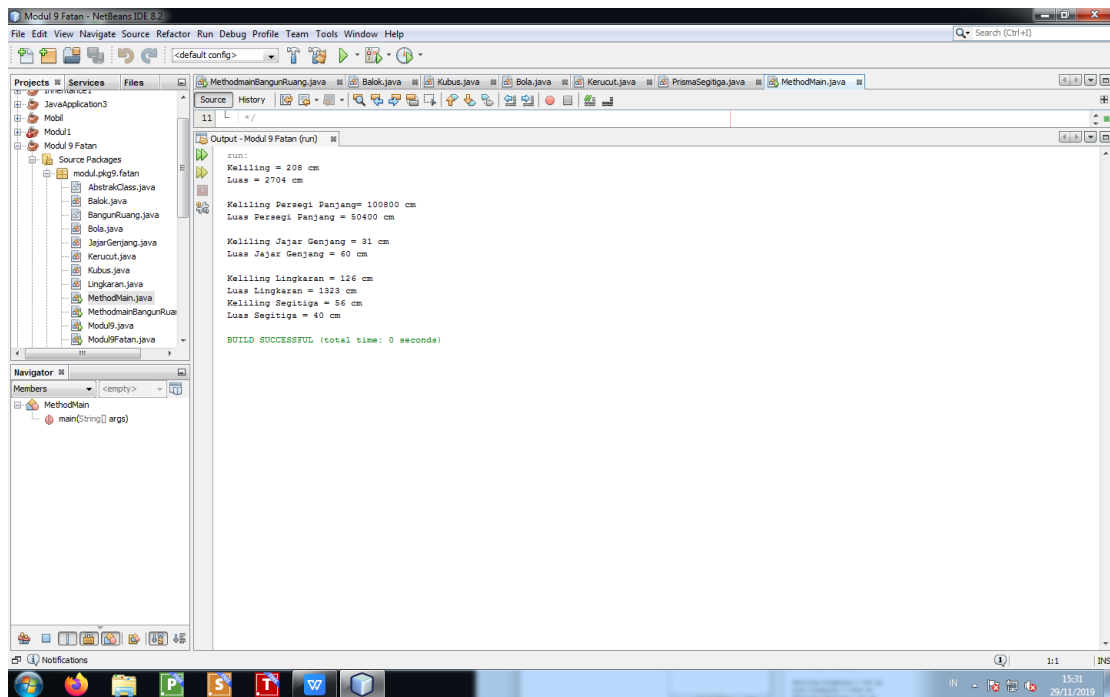 Modul 9 Fatan - NetBeans IDE 8.2
File Edit View Navigate Source Refactor Run Debug Profile Team Tools Window Help
Search (Ctrl+I)
<default config>
Projects Services Files
MethodmainBangunRuang.java Balok.java Kubus.java Bola.java Kerucut.java PrismaSegitiga.java MethodMain.java
Source History
JavaApplication3
Mobil
Modul1
Modul 9 Fatan
Source Packages
modul.pkg9.fatan
AbstrakClass.java
Balok.java
BangunRuang.java
Bola.java
JajarGenjang.java
Kerucut.java
Kubus.java
Lingkaran.java
MethodMain.java
MethodmainBangunRuar
Modul9.java
Modul9Fatan.java
11 */
Output - Modul 9 Fatan (run)
run:
Keliling = 208 cm
Luas = 2704 cm
Keliling Persegi Panjang= 100800 cm
Luas Persegi Panjang = 50400 cm
Keliling Jajar Genjang = 31 cm
Luas Jajar Genjang = 60 cm
Keliling Lingkaran = 126 cm
Luas Lingkaran = 1323 cm
Keliling Segitiga = 56 cm
Luas Segitiga = 40 cm
BUILD SUCCESSFUL (total time: 0 seconds)
Navigator
Members <empty>
MethodMain
main(String[] args)
Notifications
1:1 INS
P S T W
IN 15:31
29/11/2019